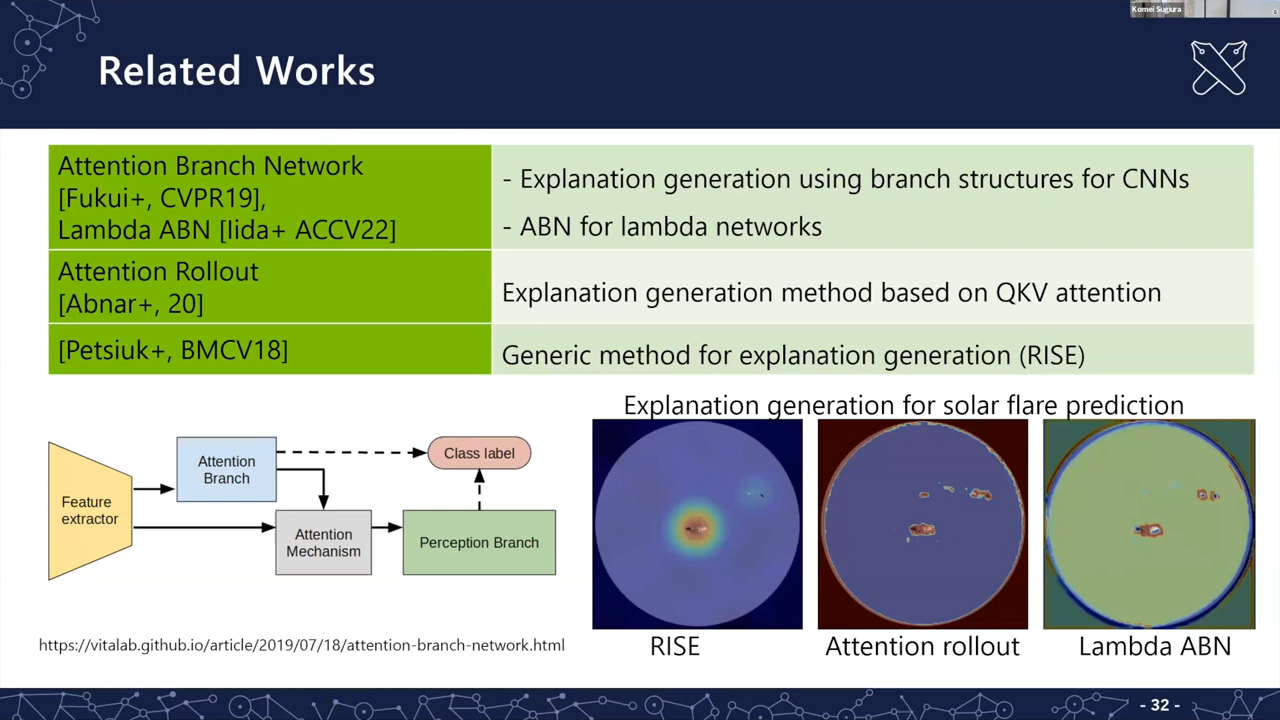 Komei Sugiura
Related Works
Attention Branch Network
[Fukui+, CVPR19],
Lambda ABN [Iida+ ACCV22]
- Explanation generation using branch structures for CNNs
- ABN for lambda networks
Attention Rollout
[Abnar+, 20]
Explanation generation method based on QKV attention
[Petsiuk+, BMCV18]
Generic method for explanation generation (RISE)
Feature
extractor
Attention
Branch
Class label
Attention
Mechanism
Perception Branch
https://vitalab.github.io/article/2019/07/18/attention-branch-network.html
Explanation generation for solar flare prediction
RISE
Attention rollout
Lambda ABN
- 32 -